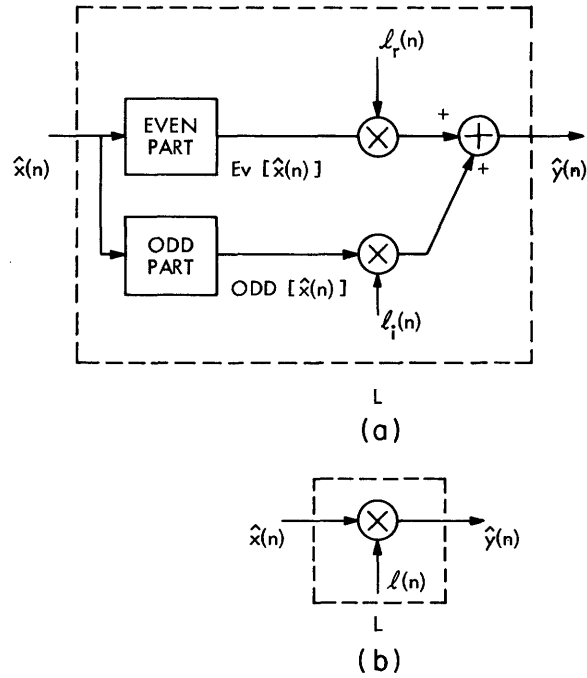 ℓr(n)
EVEN
PART
+
x̂(n)
Ev [x̂(n)]
ŷ(n)
+
ODD
PART
ODD [x̂(n)]
ℓi(n)
L
(a)
x̂(n)
ŷ(n)
ℓ(n)
L
(b)